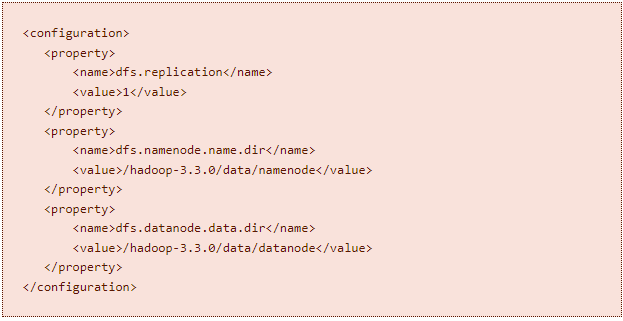 <configuration>
<property>
<name>dfs.replication</name>
<value>1</value>
</property>
<property>
<name>dfs.namenode.name.dir</name>
<value>/hadoop-3.3.0/data/namenode</value>
</property>
<property>
<name>dfs.datanode.data.dir</name>
<value>/hadoop-3.3.0/data/datanode</value>
</property>
</configuration>